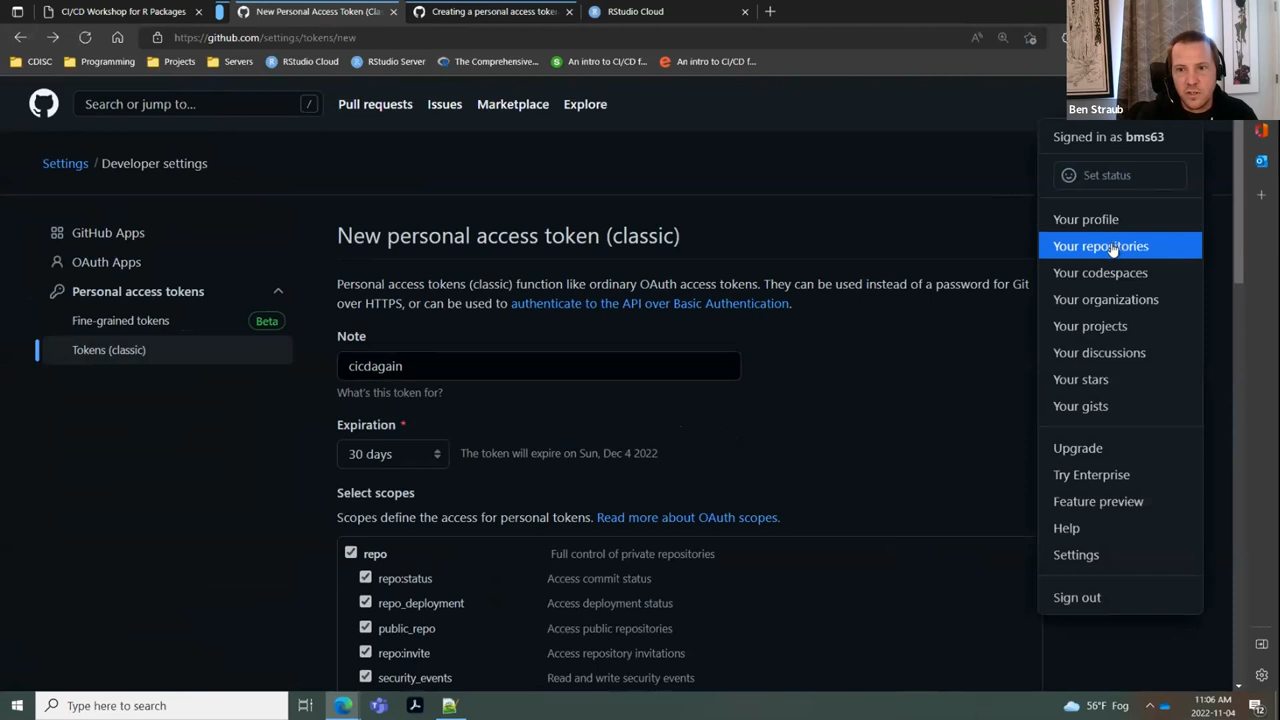 CI/CD Workshop for R Packages
New Personal Access Token (Cla
Creating a personal access toke
RStudio Cloud
https://github.com/settings/tokens/new
CDISC
Programming
Projects
Servers
RStudio Cloud
RStudio Server
The Comprehensive...
An intro to CI/CD f...
An intro to CI/CD f...
Ben Straub
Search or jump to...
/
Pull requests
Issues
Marketplace
Explore
Signed in as bms63
Set status
Your profile
Your repositories
Your codespaces
Your organizations
Your projects
Your discussions
Your stars
Your gists
Upgrade
Try Enterprise
Feature preview
Help
Settings
Sign out
Settings / Developer settings
GitHub Apps
OAuth Apps
Personal access tokens
Fine-grained tokens
Beta
Tokens (classic)
New personal access token (classic)
Personal access tokens (classic) function like ordinary OAuth access tokens. They can be used instead of a password for Git
over HTTPS, or can be used to authenticate to the API over Basic Authentication.
Note
cicdagain
What's this token for?
Expiration *
30 days
The token will expire on Sun, Dec 4 2022
Select scopes
Scopes define the access for personal tokens. Read more about OAuth scopes.
repo Full control of private repositories
repo:status Access commit status
repo_deployment Access deployment status
public_repo Access public repositories
repo:invite Access repository invitations
security_events Read and write security events
Type here to search
56°F Fog
11:06 AM
2022-11-04
12